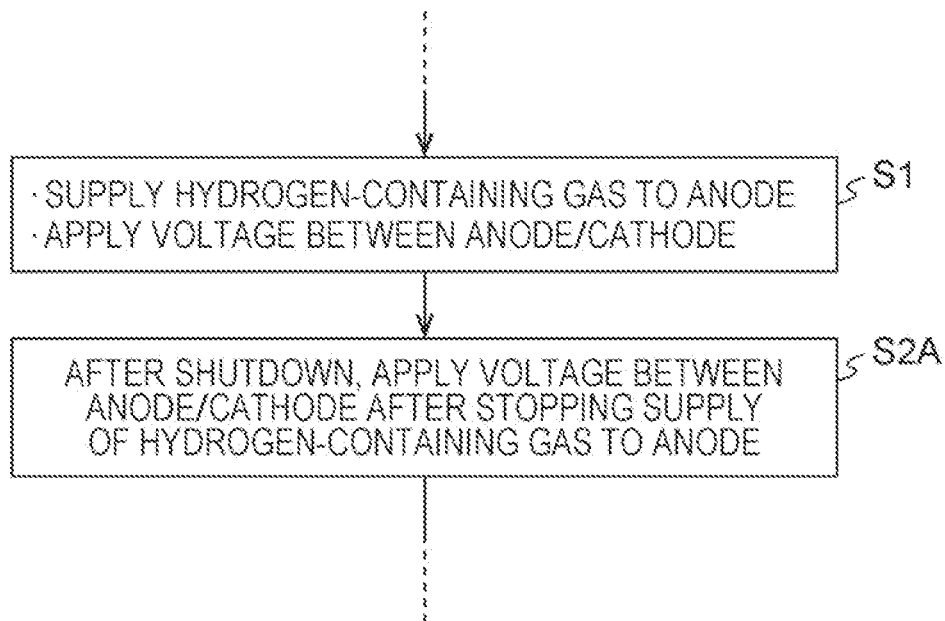 · SUPPLY HYDROGEN-CONTAINING GAS TO ANODE
S1
· APPLY VOLTAGE BETWEEN ANODE/CATHODE
S2A
AFTER SHUTDOWN, APPLY VOLTAGE BETWEEN
ANODE/CATHODE AFTER STOPPING SUPPLY
OF HYDROGEN-CONTAINING GAS TO ANODE